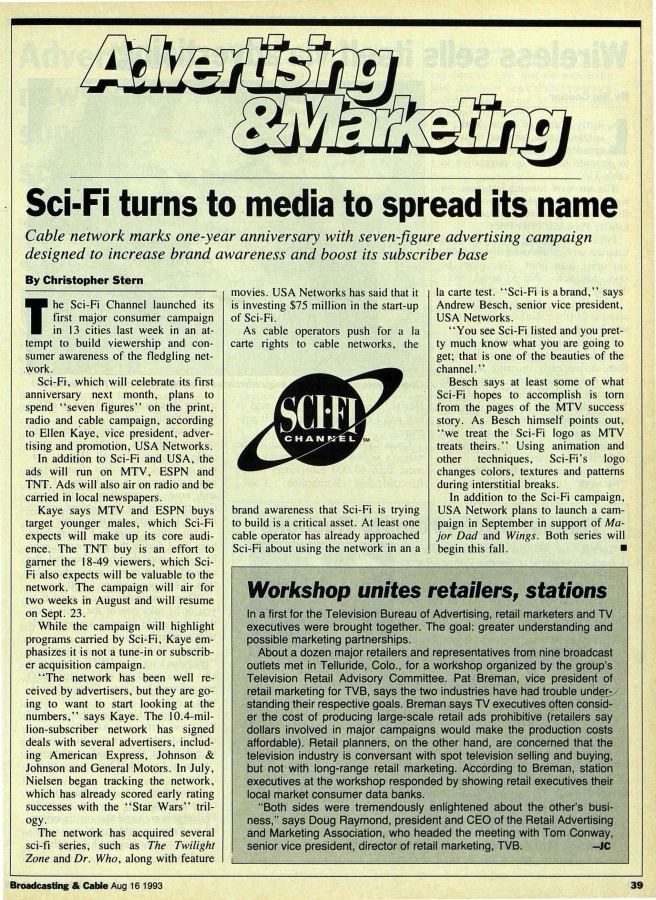 Advertising
&Marketing
Sci-Fi turns to media to spread its name
Cable network marks one-year anniversary with seven-figure advertising campaign
designed to increase brand awareness and boost its subscriber base
By Christopher Stern
The Sci-Fi Channel launched its
first major consumer campaign
in 13 cities last week in an at-
tempt to build viewership and con-
sumer awareness of the fledgling net-
work.
Sci-Fi, which will celebrate its first
anniversary next month, plans to
spend ‘‘seven figures’’ on the print,
radio and cable campaign, according
to Ellen Kaye, vice president, adver-
tising and promotion, USA Networks.
In addition to Sci-Fi and USA, the
ads will run on MTV, ESPN and
TNT. Ads will also air on radio and be
carried in local newspapers.
Kaye says MTV and ESPN buys
target younger males, which Sci-Fi
expects will make up its core audi-
ence. The TNT buy is an effort to
garner the 18-49 viewers, which Sci-
Fi also expects will be valuable to the
network. The campaign will air for
two weeks in August and will resume
on Sept. 23.
While the campaign will highlight
programs carried by Sci-Fi, Kaye em-
phasizes it is not a tune-in or subscrib-
er acquisition campaign.
‘‘The network has been well re-
ceived by advertisers, but they are go-
ing to want to start looking at the
numbers,’’ says Kaye. The 10.4-mil-
lion-subscriber network has signed
deals with several advertisers, includ-
ing American Express, Johnson &
Johnson and General Motors. In July,
Nielsen began tracking the network,
which has already scored early rating
successes with the ‘‘Star Wars’’ tril-
ogy.
The network has acquired several
sci-fi series, such as The Twilight
Zone and Dr. Who, along with feature
movies. USA Networks has said that it
is investing $75 million in the start-up
of Sci-Fi.
As cable operators push for a la
carte rights to cable networks, the
SCI-FI
CHANNEL SM
brand awareness that Sci-Fi is trying
to build is a critical asset. At least one
cable operator has already approached
Sci-Fi about using the network in an a
la carte test. ‘‘Sci-Fi is a brand,’’ says
Andrew Besch, senior vice president,
USA Networks.
‘‘You see Sci-Fi listed and you pret-
ty much know what you are going to
get; that is one of the beauties of the
channel.’’
Besch says at least some of what
Sci-Fi hopes to accomplish is torn
from the pages of the MTV success
story. As Besch himself points out,
‘‘we treat the Sci-Fi logo as MTV
treats theirs.’’ Using animation and
other techniques, Sci-Fi's logo
changes colors, textures and patterns
during interstitial breaks.
In addition to the Sci-Fi campaign,
USA Network plans to launch a cam-
paign in September in support of Ma-
jor Dad and Wings. Both series will
begin this fall. ■
Workshop unites retailers, stations
In a first for the Television Bureau of Advertising, retail marketers and TV
executives were brought together. The goal: greater understanding and
possible marketing partnerships.
About a dozen major retailers and representatives from nine broadcast
outlets met in Telluride, Colo., for a workshop organized by the group's
Television Retail Advisory Committee. Pat Breman, vice president of
retail marketing for TVB, says the two industries have had trouble under-
standing their respective goals. Breman says TV executives often consid-
er the cost of producing large-scale retail ads prohibitive (retailers say
dollars involved in major campaigns would make the production costs
affordable). Retail planners, on the other hand, are concerned that the
television industry is conversant with spot television selling and buying,
but not with long-range retail marketing. According to Breman, station
executives at the workshop responded by showing retail executives their
local market consumer data banks.
"Both sides were tremendously enlightened about the other's busi-
ness," says Doug Raymond, president and CEO of the Retail Advertising
and Marketing Association, who headed the meeting with Tom Conway,
senior vice president, director of retail marketing, TVB. —JC
Broadcasting & Cable Aug 16 1993 39